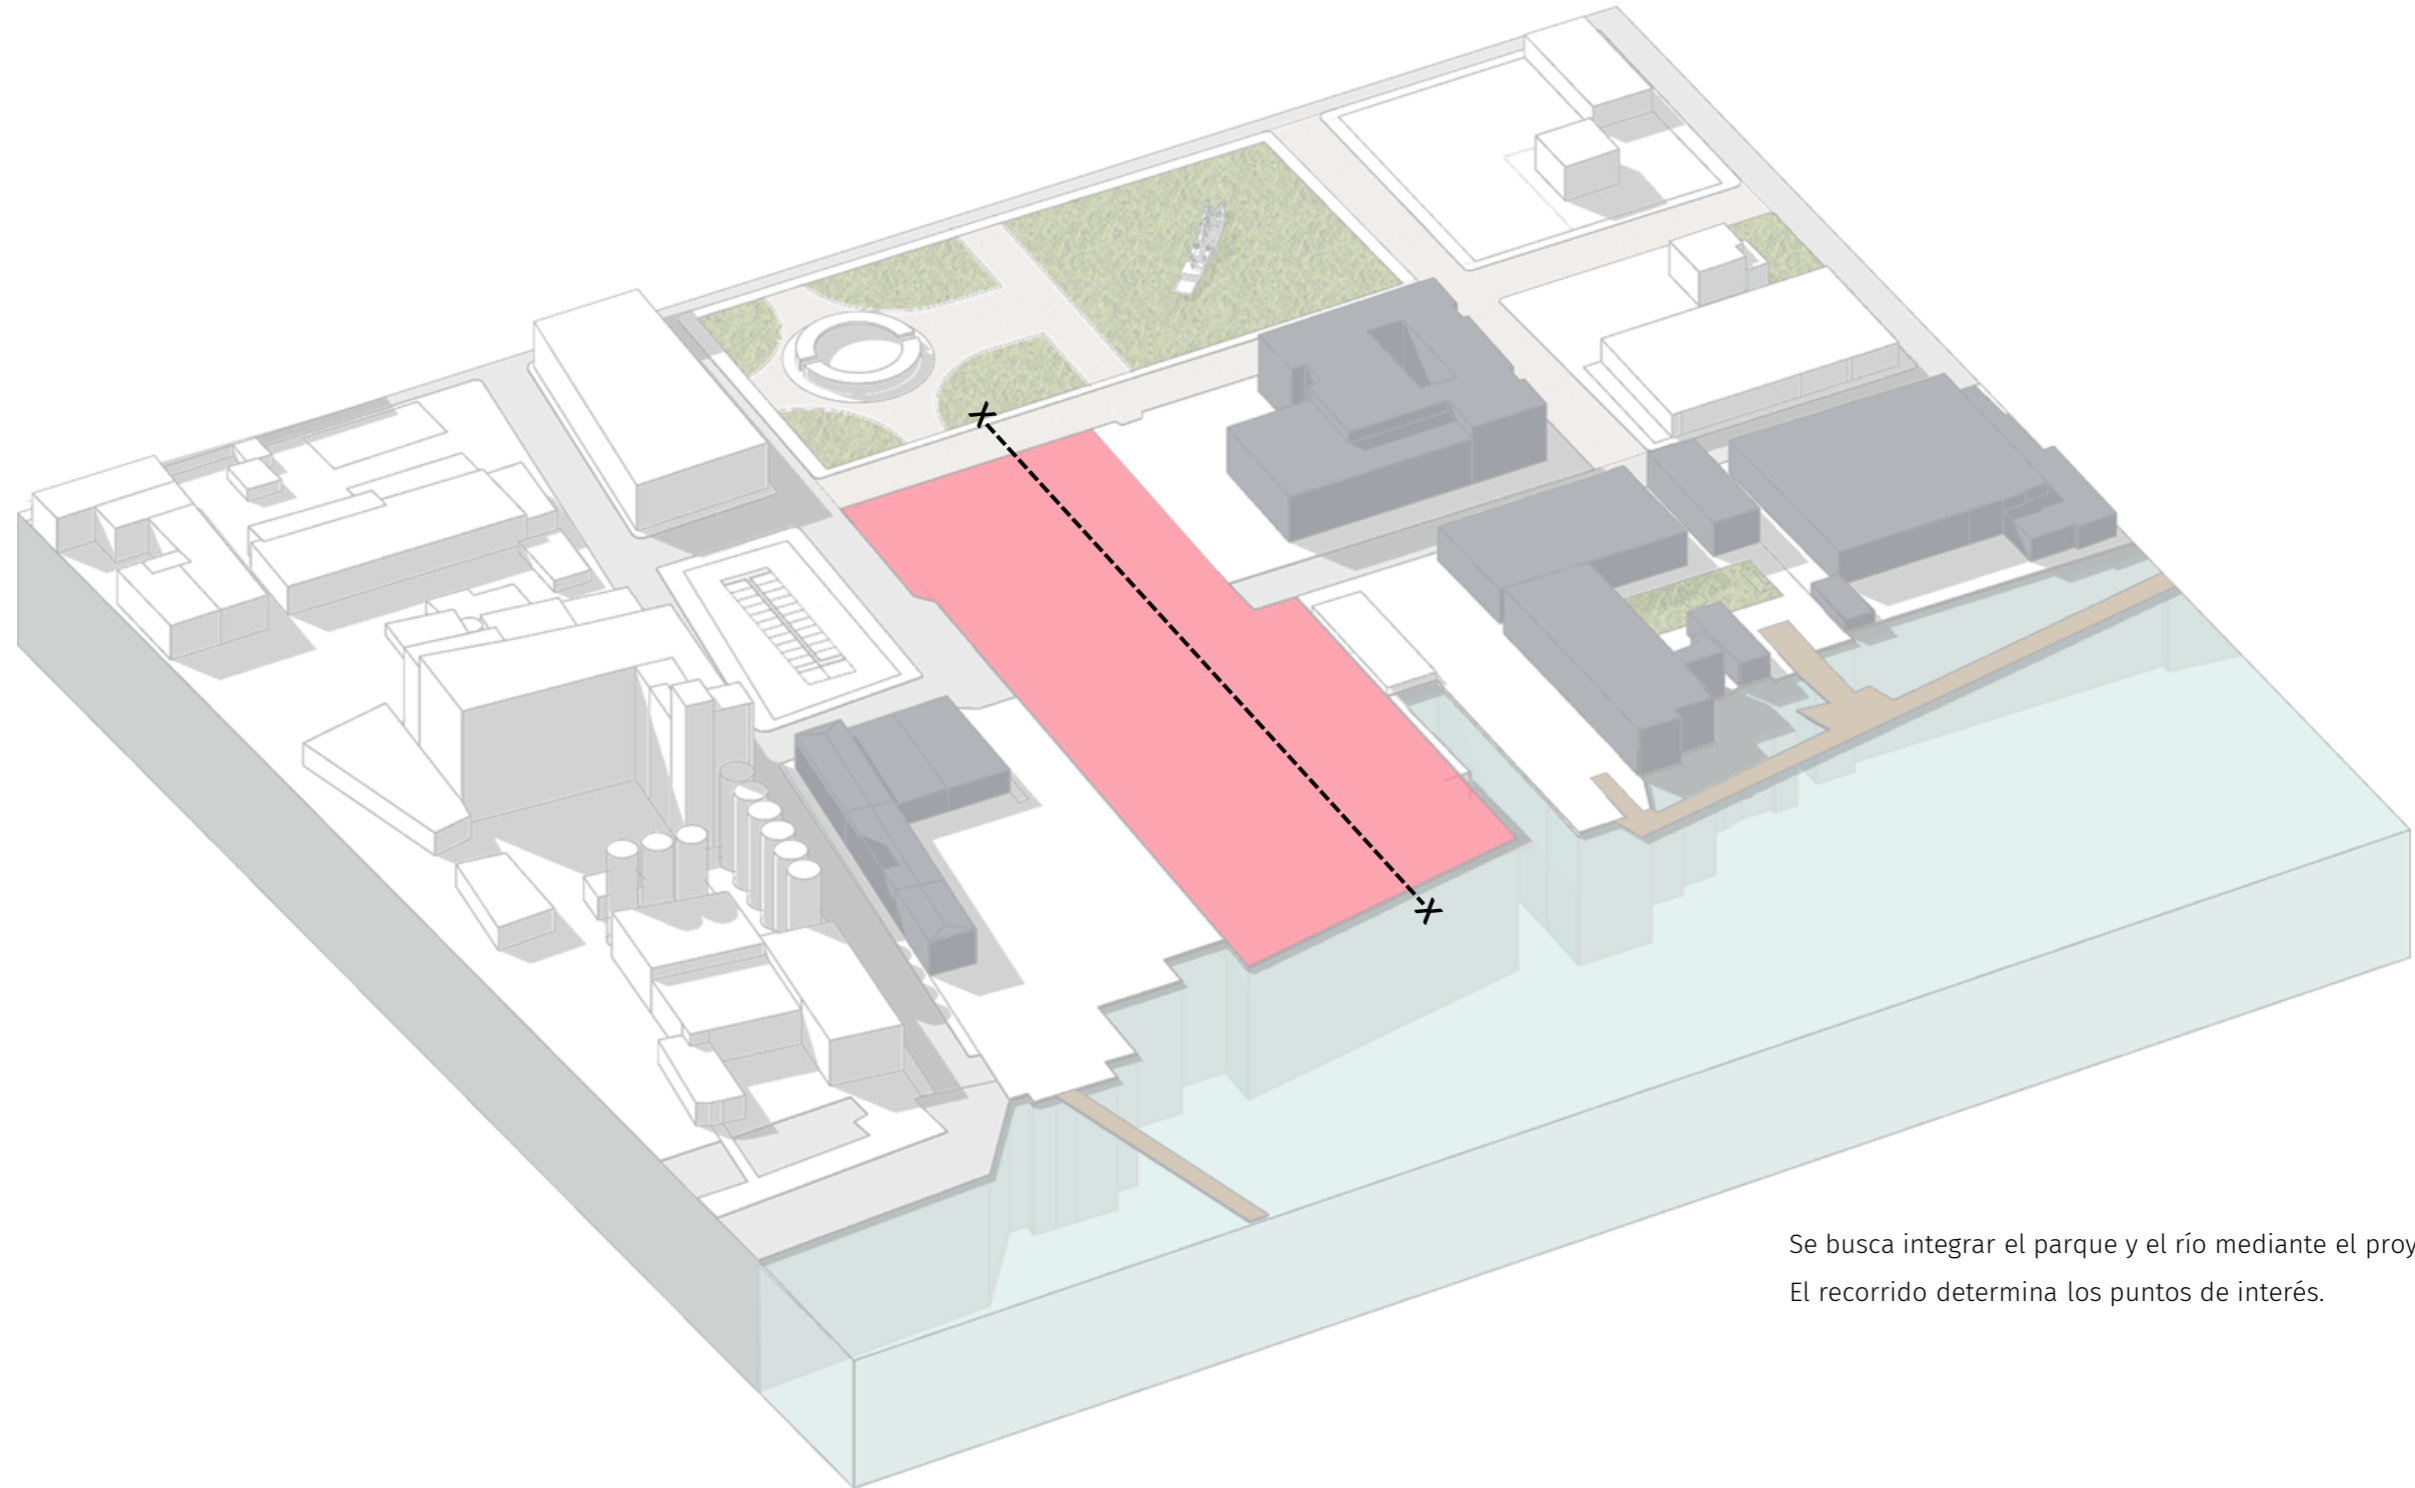 Se busca integrar el parque y el río mediante el proy
El recorrido determina los puntos de interés.